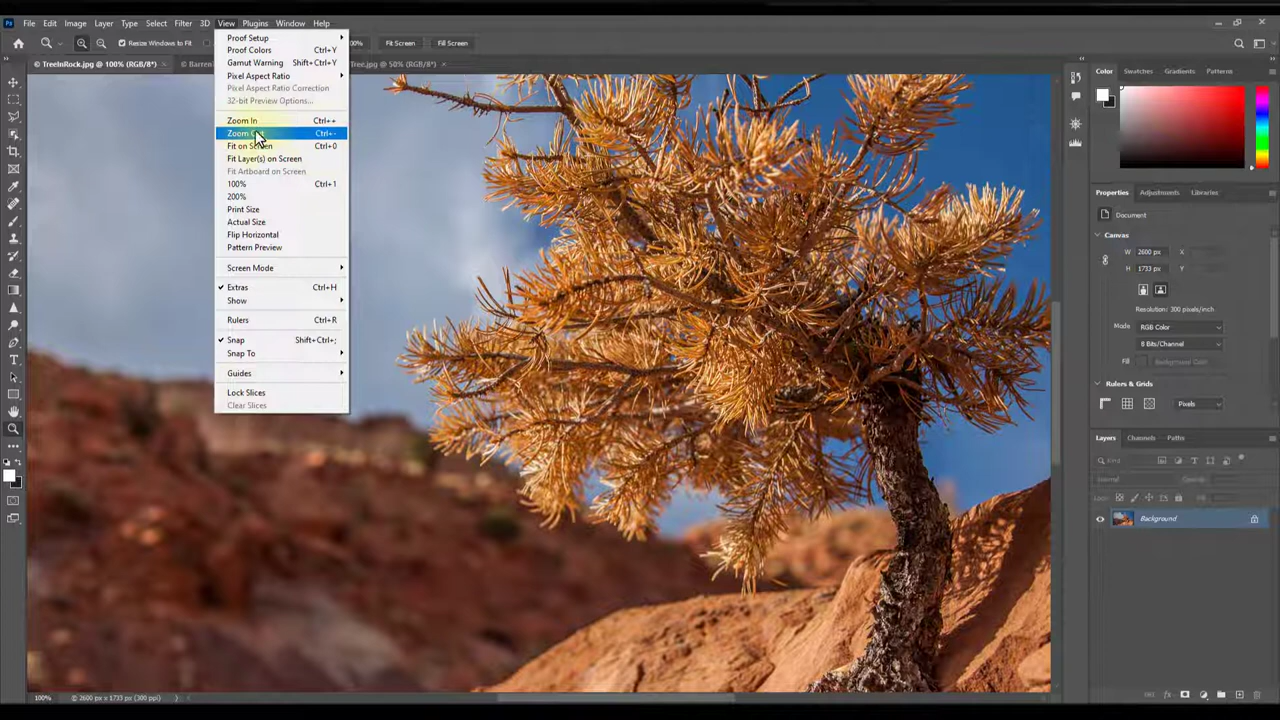 Ps File Edit Image Layer Type Select Filter 3D View Plugins Window Help
Resize Windows to Fit
Fit Screen Fill Screen
TreeInRock.jpg @ 100% (RGB/8*) ×
Tree.jpg @ 50% (RGB/8*) ×
Proof Setup
Proof Colors Ctrl+Y
Gamut Warning Shift+Ctrl+Y
Pixel Aspect Ratio
Pixel Aspect Ratio Correction
32-bit Preview Options...
Zoom In Ctrl++
Zoom Out Ctrl+-
Fit on Screen Ctrl+0
Fit Layer(s) on Screen
Fit Artboard on Screen
100% Ctrl+1
200%
Print Size
Actual Size
Flip Horizontal
Pattern Preview
Screen Mode
Extras Ctrl+H
Show
Rulers Ctrl+R
Snap Shift+Ctrl+;
Snap To
Guides
Lock Slices
Clear Slices
Color Swatches Gradients Patterns
Properties Adjustments Libraries
Document
Canvas
W 2600 px X
H 1733 px Y
Resolution: 300 pixels/inch
Mode RGB Color
8 Bits/Channel
Fill Background Color
Rulers & Grids
Pixels
Layers Channels Paths
Kind
Normal Opacity:
Lock: Fill:
Background
100% 2600 px x 1733 px (300 ppi)